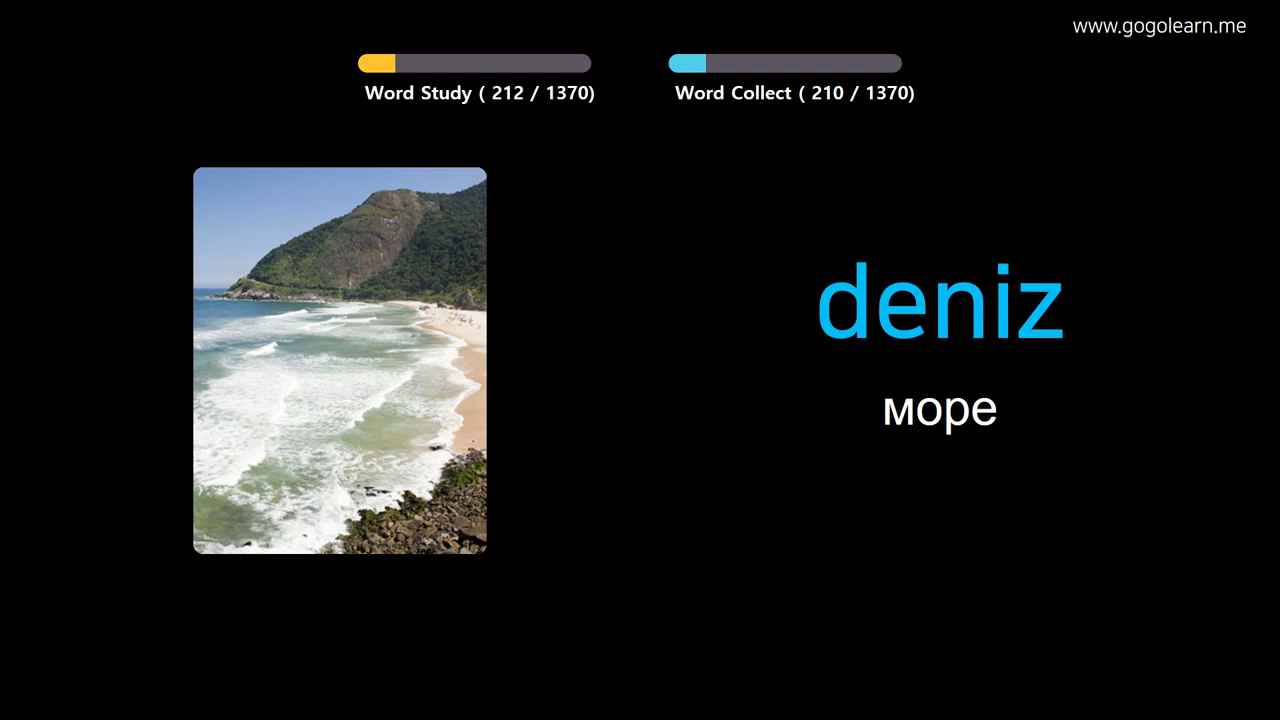 www.gogolearn.me
Word Study ( 212 / 1370)
Word Collect ( 210 / 1370)
deniz
море